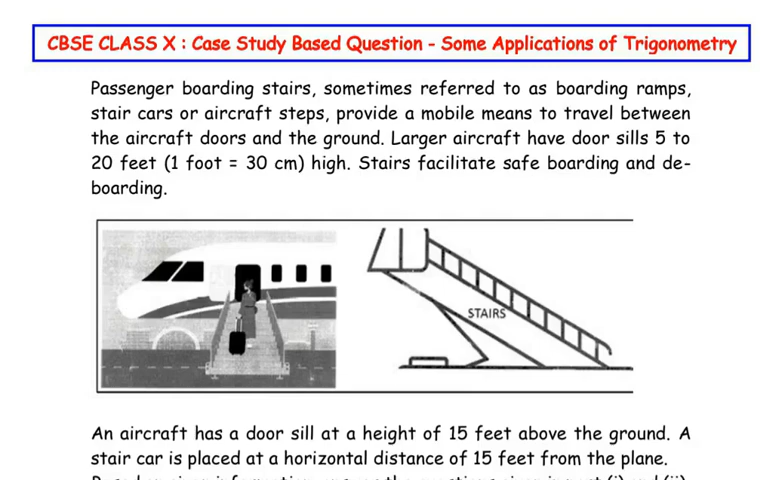 CBSE CLASS X : Case Study Based Question - Some Applications of Trigonometry
Passenger boarding stairs, sometimes referred to as boarding ramps,
stair cars or aircraft steps, provide a mobile means to travel between
the aircraft doors and the ground. Larger aircraft have door sills 5 to
20 feet (1 foot = 30 cm) high. Stairs facilitate safe boarding and de-
boarding.
STAIRS
An aircraft has a door sill at a height of 15 feet above the ground. A
stair car is placed at a horizontal distance of 15 feet from the plane.